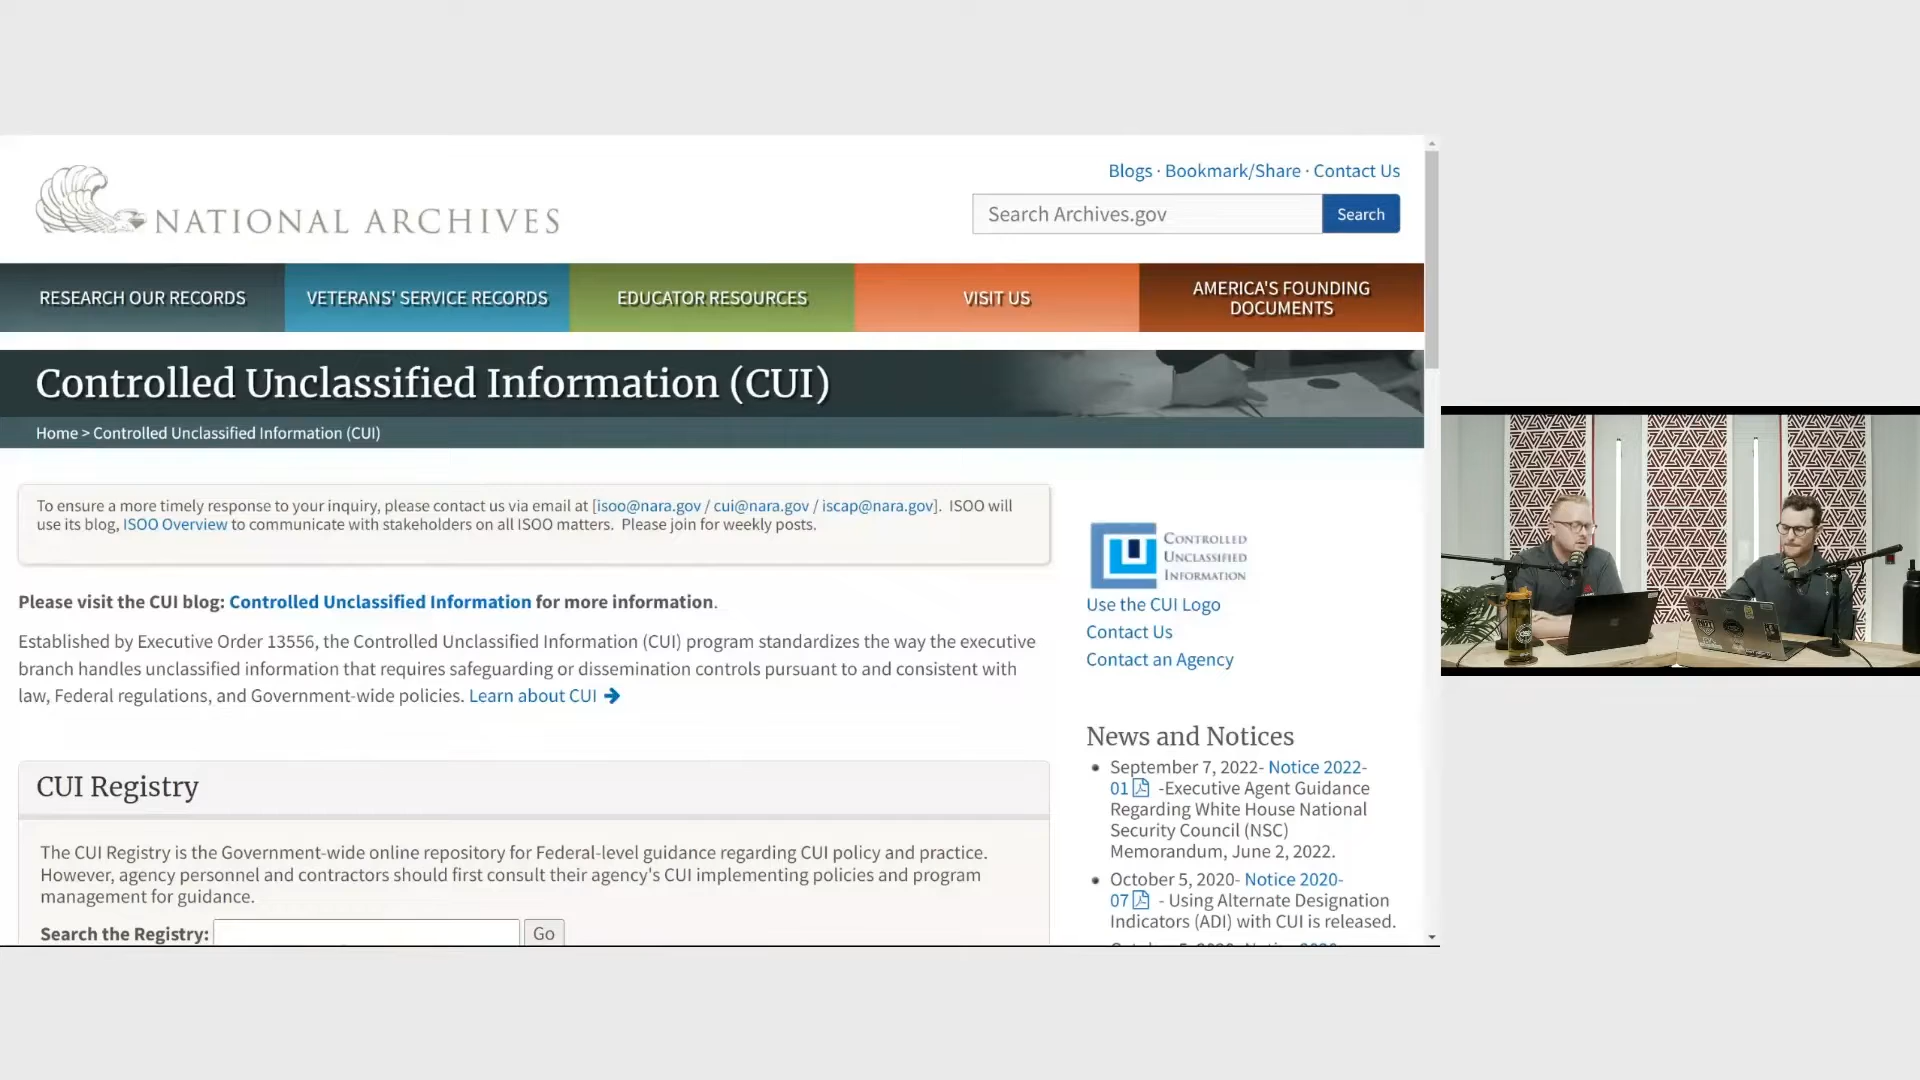 Blogs · Bookmark/Share · Contact Us
NATIONAL ARCHIVES
Search Archives.gov
Search
RESEARCH OUR RECORDS
VETERANS' SERVICE RECORDS
EDUCATOR RESOURCES
VISIT US
AMERICA'S FOUNDING
DOCUMENTS
Controlled Unclassified Information (CUI)
Home > Controlled Unclassified Information (CUI)
To ensure a more timely response to your inquiry, please contact us via email at [isoo@nara.gov / cui@nara.gov / iscap@nara.gov].  ISOO will
use its blog, ISOO Overview to communicate with stakeholders on all ISOO matters.  Please join for weekly posts.
Please visit the CUI blog: Controlled Unclassified Information for more information.
Established by Executive Order 13556, the Controlled Unclassified Information (CUI) program standardizes the way the executive
branch handles unclassified information that requires safeguarding or dissemination controls pursuant to and consistent with
law, Federal regulations, and Government-wide policies. Learn about CUI
CUI Registry
The CUI Registry is the Government-wide online repository for Federal-level guidance regarding CUI policy and practice.
However, agency personnel and contractors should first consult their agency's CUI implementing policies and program
management for guidance.
Search the Registry:
Go
CONTROLLED
UNCLASSIFIED
INFORMATION
Use the CUI Logo
Contact Us
Contact an Agency
News and Notices
September 7, 2022- Notice 2022-
01 -Executive Agent Guidance
Regarding White House National
Security Council (NSC)
Memorandum, June 2, 2022.
October 5, 2020- Notice 2020-
07 - Using Alternate Designation
Indicators (ADI) with CUI is released.